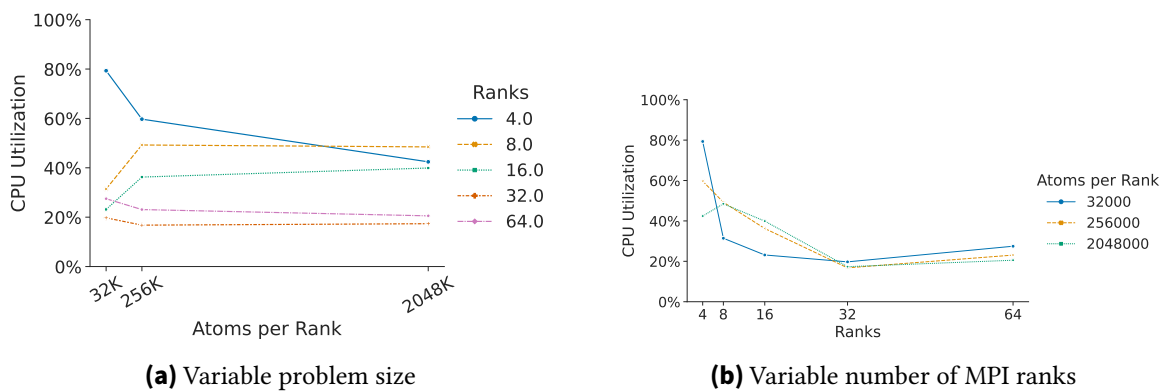 100%
80%
60%
40%
20%
0%
CPU Utilization
32K
256K
2048K
Atoms per Rank
Ranks
4.0
8.0
16.0
32.0
64.0
(a) Variable problem size
100%
80%
60%
40%
20%
0%
CPU Utilization
4 8 16 32 64
Ranks
Atoms per Rank
32000
256000
2048000
(b) Variable number of MPI ranks